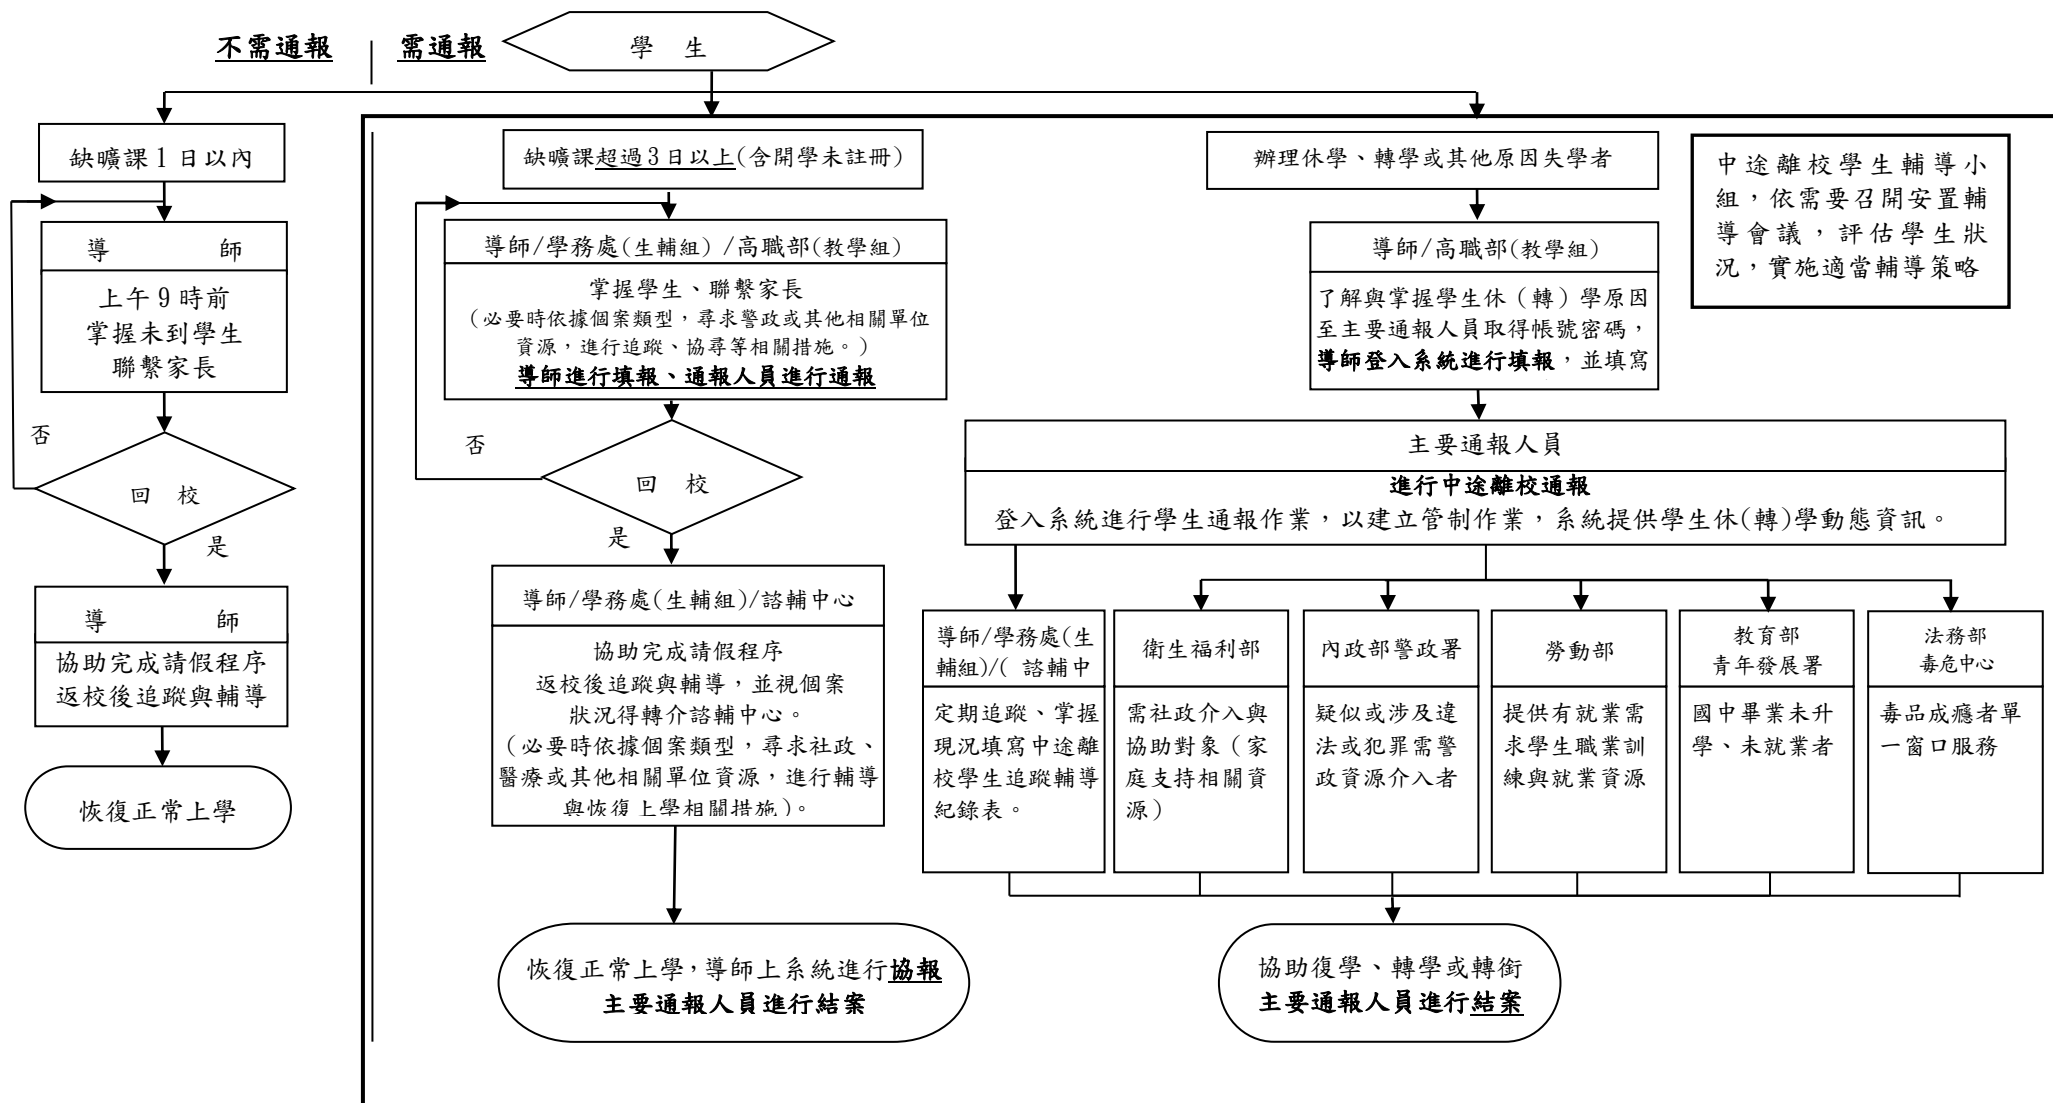 不需通報
需通報
學 生
缺曠課1日以內
導 師
上午9時前
掌握未到學生
聯繫家長
否
回 校
是
導 師
協助完成請假程序
返校後追蹤與輔導
恢復正常上學
缺曠課超過3日以上(含開學未註冊)
導師/學務處(生輔組) /高職部(教學組)
掌握學生、聯繫家長
（必要時依據個案類型，尋求警政或其他相關單位
資源，進行追蹤、協尋等相關措施。）
導師進行填報、通報人員進行通報
否
回 校
是
導師/學務處(生輔組)/諮輔中心
協助完成請假程序
返校後追蹤與輔導，並視個案
狀況得轉介諮輔中心。
（必要時依據個案類型，尋求社政、
醫療或其他相關單位資源，進行輔導
與恢復上學相關措施）。
恢復正常上學，導師上系統進行協報
主要通報人員進行結案
辦理休學、轉學或其他原因失學者
導師/高職部(教學組)
了解與掌握學生休（轉）學原因
至主要通報人員取得帳號密碼，
導師登入系統進行填報，並填寫
中途離校學生輔導小
組，依需要召開安置輔
導會議，評估學生狀
況，實施適當輔導策略
主要通報人員
進行中途離校通報
登入系統進行學生通報作業，以建立管制作業，系統提供學生休(轉)學動態資訊。
導師/學務處(生
輔組)/( 諮輔中
定期追蹤、掌握
現況填寫中途離
校學生追蹤輔導
紀錄表。
衛生福利部
需社政介入與
協助對象（家
庭支持相關資
源）
內政部警政署
疑似或涉及違
法或犯罪需警
政資源介入者
勞動部
提供有就業需
求學生職業訓
練與就業資源
教育部
青年發展署
國中畢業未升
學、未就業者
法務部
毒危中心
毒品成癮者單
一窗口服務
協助復學、轉學或轉銜
主要通報人員進行結案